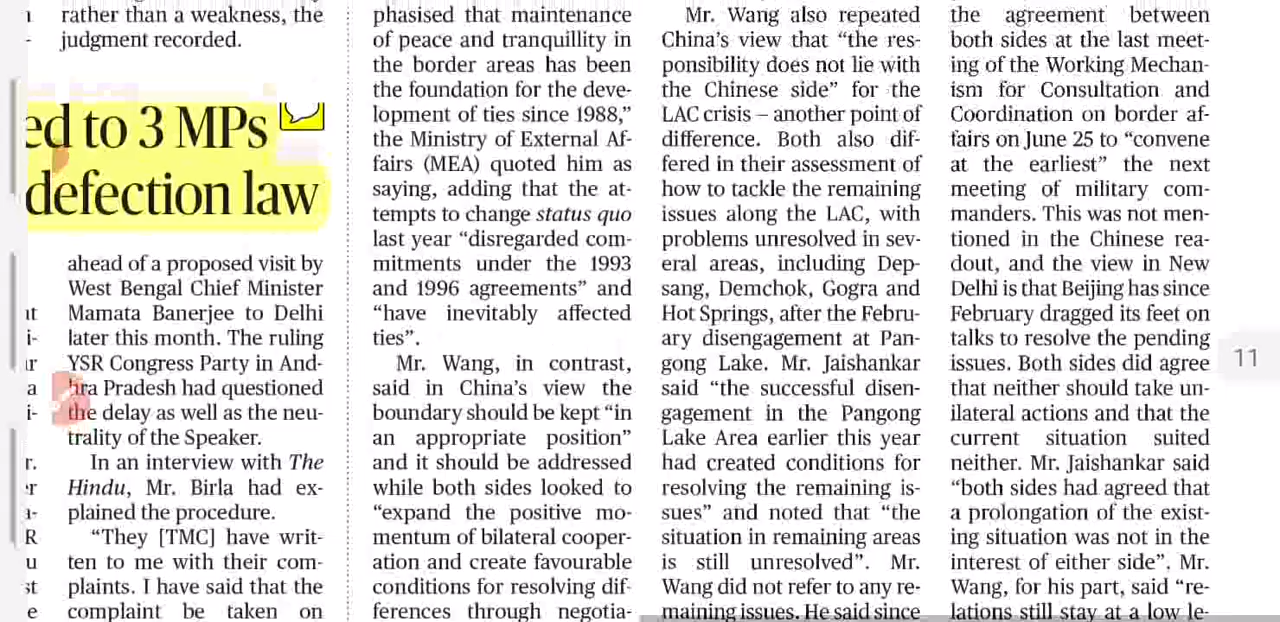 rather than a weakness, the
judgment recorded.
ed to 3 MPs
defection law
ahead of a proposed visit by
West Bengal Chief Minister
Mamata Banerjee to Delhi
later this month. The ruling
YSR Congress Party in And-
hra Pradesh had questioned
the delay as well as the neu-
trality of the Speaker.
In an interview with The
Hindu, Mr. Birla had ex-
plained the procedure.
“They [TMC] have writ-
ten to me with their com-
plaints. I have said that the
complaint be taken on
phasised that maintenance
of peace and tranquillity in
the border areas has been
the foundation for the deve-
lopment of ties since 1988,”
the Ministry of External Af-
fairs (MEA) quoted him as
saying, adding that the at-
tempts to change status quo
last year “disregarded com-
mitments under the 1993
and 1996 agreements” and
“have inevitably affected
ties”.
Mr. Wang, in contrast,
said in China’s view the
boundary should be kept “in
an appropriate position”
and it should be addressed
while both sides looked to
“expand the positive mo-
mentum of bilateral cooper-
ation and create favourable
conditions for resolving dif-
ferences through negotia-
Mr. Wang also repeated
China’s view that “the res-
ponsibility does not lie with
the Chinese side” for the
LAC crisis – another point of
difference. Both also dif-
fered in their assessment of
how to tackle the remaining
issues along the LAC, with
problems unresolved in sev-
eral areas, including Dep-
sang, Demchok, Gogra and
Hot Springs, after the Febru-
ary disengagement at Pan-
gong Lake. Mr. Jaishankar
said “the successful disen-
gagement in the Pangong
Lake Area earlier this year
had created conditions for
resolving the remaining is-
sues” and noted that “the
situation in remaining areas
is still unresolved”. Mr.
Wang did not refer to any re-
maining issues. He said since
the agreement between
both sides at the last meet-
ing of the Working Mechan-
ism for Consultation and
Coordination on border af-
fairs on June 25 to “convene
at the earliest” the next
meeting of military com-
manders. This was not men-
tioned in the Chinese rea-
dout, and the view in New
Delhi is that Beijing has since
February dragged its feet on
talks to resolve the pending
issues. Both sides did agree
that neither should take un-
ilateral actions and that the
current situation suited
neither. Mr. Jaishankar said
“both sides had agreed that
a prolongation of the exist-
ing situation was not in the
interest of either side”. Mr.
Wang, for his part, said “re-
lations still stay at a low le-
11